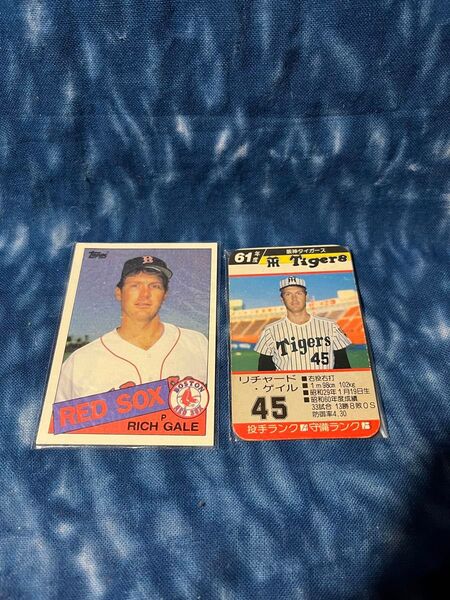 Topps
B
RED SOX
BOSTON
RED SOX
P
RICH GALE
61年度
阪神タイガース
Tigers
Tigers
45
リチャード
・ゲイル
45
■右投右打
■1m98cm 102kg
■昭和29年1月19日生
■昭和60年度成績
33試合 13勝8敗0S
防御率4.30
投手ランク
守備ランク